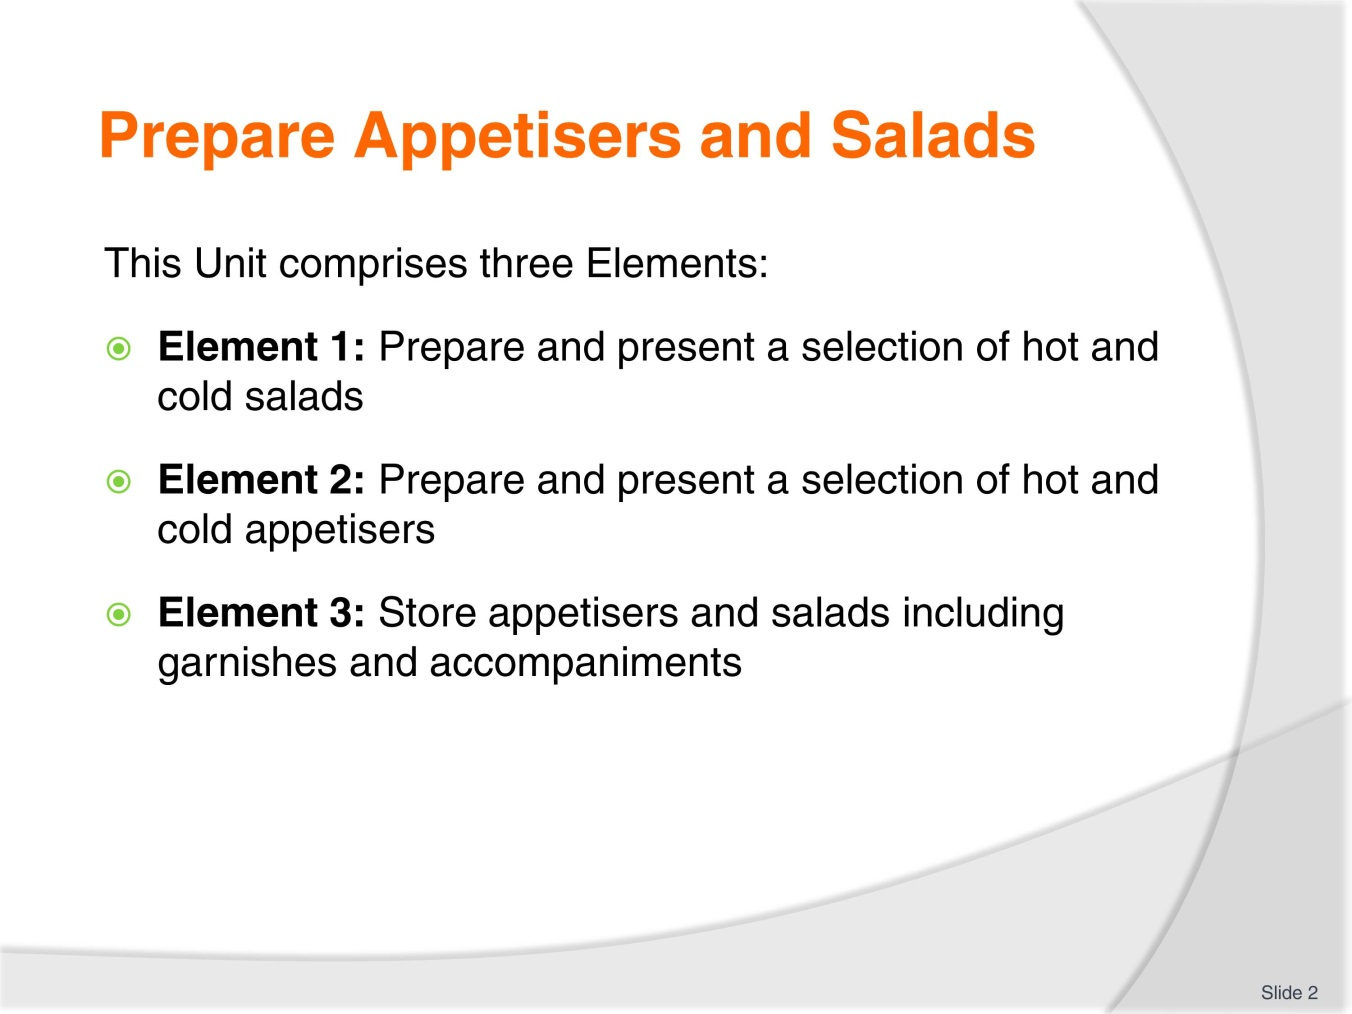 Prepare Appetisers and Salads
This Unit comprises three Elements:
Element 1: Prepare and present a selection of hot and
cold salads
Element 2: Prepare and present a selection of hot and
cold appetisers
Element 3: Store appetisers and salads including
garnishes and accompaniments
Slide 2